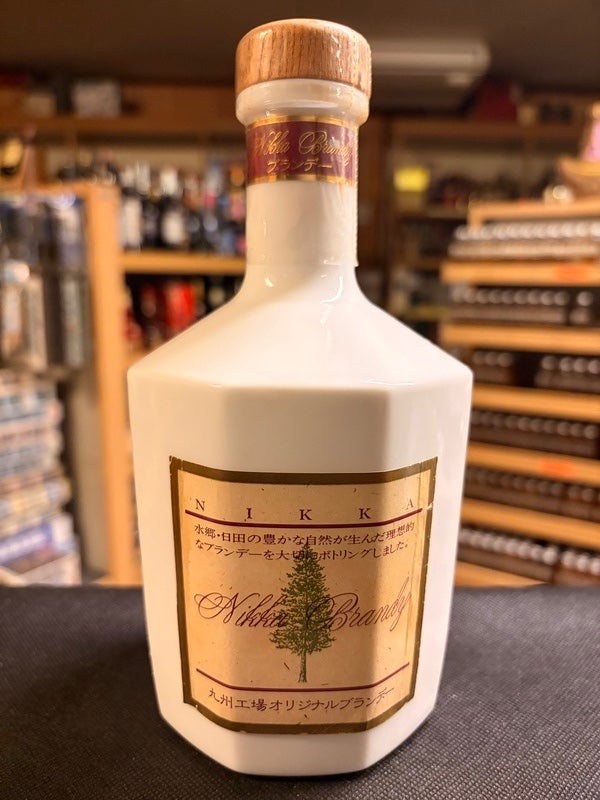 Nikka Brandy
ブランデー
NIKKA
水郷・日田の豊かな自然が生んだ理想的
なブランデーを大切にボトリングしました。
Nikka Brandy
九州工場オリジナルブランデー